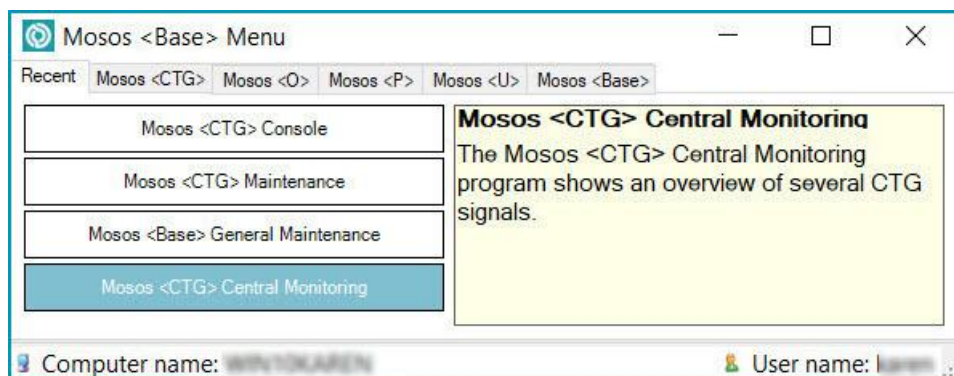 Mosos <Base> Menu
Recent Mosos <CTG> Mosos <O> Mosos <P> Mosos <U> Mosos <Base>
Mosos <CTG> Console
Mosos <CTG> Maintenance
Mosos <Base> General Maintenance
Mosos <CTG> Central Monitoring
Mosos <CTG> Central Monitoring
The Mosos <CTG> Central Monitoring
program shows an overview of several CTG
signals.
Computer name: User name: